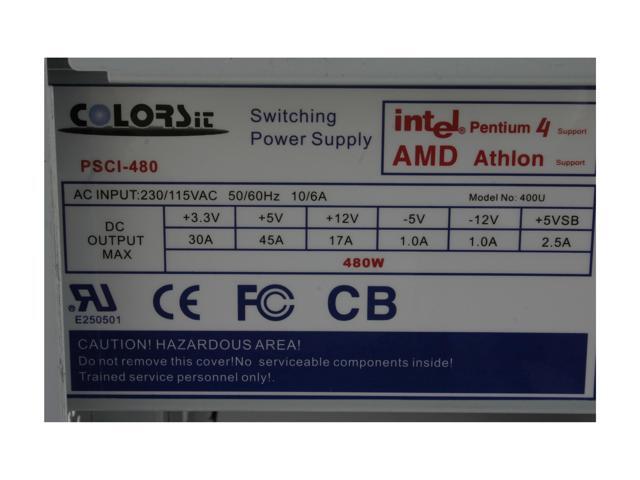 COLORSit
Switching
Power Supply
intel® Pentium 4 Support
AMD Athlon Support
PSCI-480
AC INPUT:230/115VAC 50/60Hz 10/6A Model No: 400U
DC OUTPUT MAX
+3.3V +5V +12V -5V -12V +5VSB
30A 45A 17A 1.0A 1.0A 2.5A
480W
RU ®
E250501
CE FC CB
CAUTION! HAZARDOUS AREA!
Do not remove this cover!No serviceable components inside!
Trained service personnel only!.